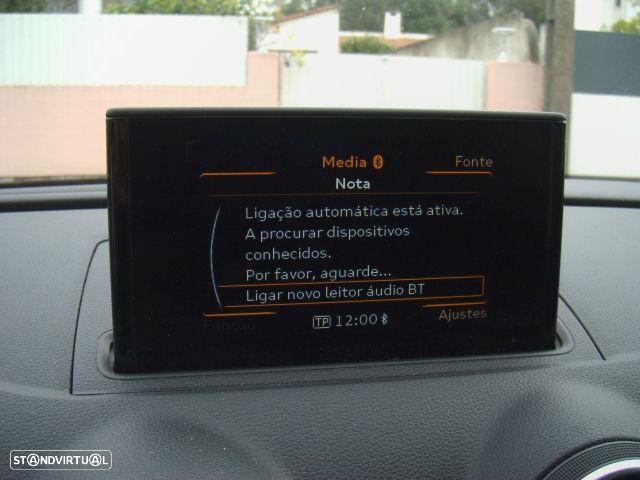 Media
Fonte
Nota
Ligação automática está ativa.
A procurar dispositivos
conhecidos.
Por favor, aguarde...
Ligar novo leitor áudio BT
Função
TP 12:00
Ajustes
STANDVIRTUAL